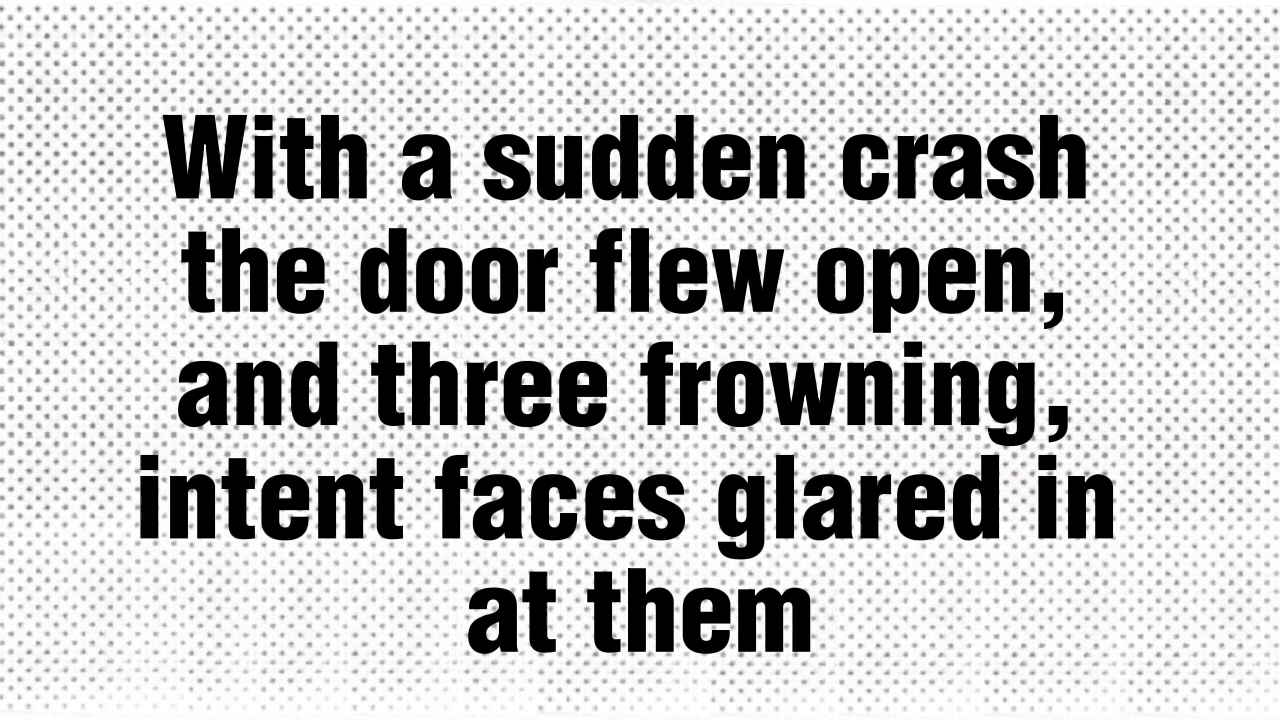 With a sudden crash
the door flew open,
and three frowning,
intent faces glared in
at them